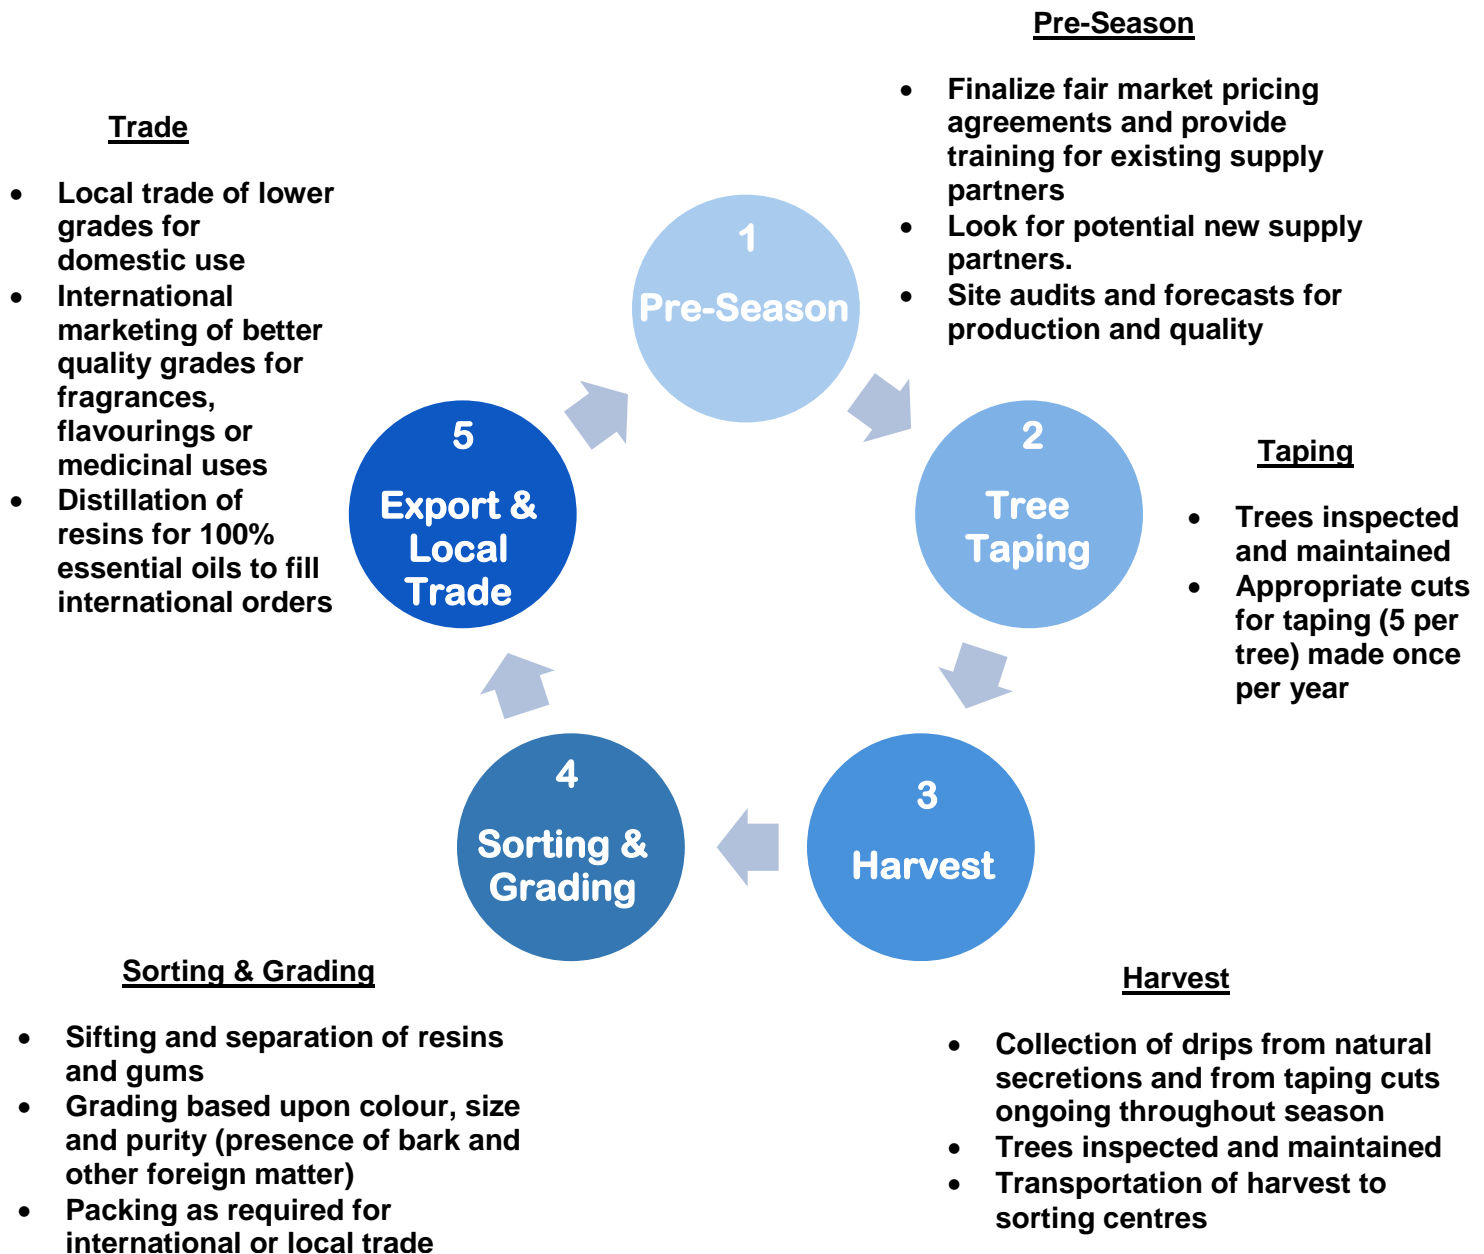 Pre-Season
• Finalize fair market pricing
agreements and provide
training for existing supply
partners
• Look for potential new supply
partners.
• Site audits and forecasts for
production and quality
Trade
• Local trade of lower
grades for
domestic use
• International
marketing of better
quality grades for
fragrances,
flavourings or
medicinal uses
• Distillation of
resins for 100%
essential oils to fill
international orders
1
Pre-Season
2
Tree
Taping
3
Harvest
4
Sorting &
Grading
5
Export &
Local
Trade
Taping
• Trees inspected
and maintained
• Appropriate cuts
for taping (5 per
tree) made once
per year
Sorting & Grading
• Sifting and separation of resins
and gums
• Grading based upon colour, size
and purity (presence of bark and
other foreign matter)
• Packing as required for
international or local trade
Harvest
• Collection of drips from natural
secretions and from taping cuts
ongoing throughout season
• Trees inspected and maintained
• Transportation of harvest to
sorting centres